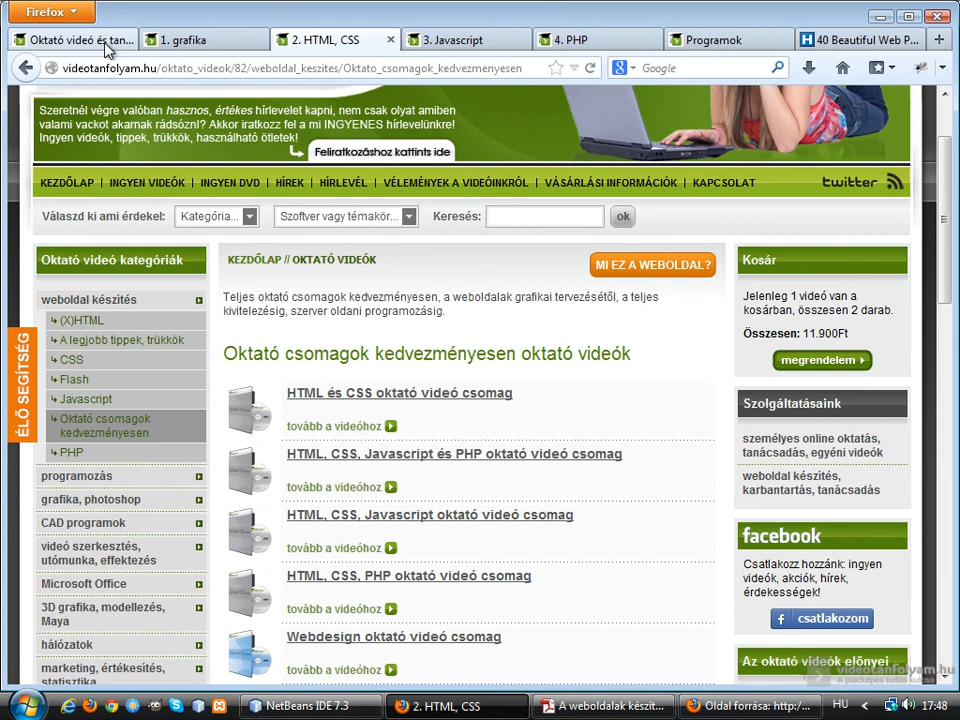 Firefox
Oktató videó és tan...
1. grafika
2. HTML, CSS
3. Javascript
4. PHP
Programok
40 Beautiful Web P...
videotanfolyam.hu/oktato_videok/82/weboldal_keszites/Oktato_csomagok_kedvezmenyesen
Google
Szeretnél végre valóban hasznos, értékes hírlevelet kapni, nem csak olyat amiben
valami vackot akarnak rádsózni? Akkor iratkozz fel a mi INGYENES hírlevelünkre!
Ingyen videók, tippek, trükkök, használható ötletek!
Feliratkozáshoz kattints ide
KEZDŐLAP | INGYEN VIDEÓK | INGYEN DVD | HÍREK | HÍRLEVÉL | VÉLEMÉNYEK A VIDEÓINKRÓL | VÁSÁRLÁSI INFORMÁCIÓK | KAPCSOLAT
twitter
Válaszd ki ami érdekel:
Kategória...
Szoftver vagy témakör...
Keresés:
ok
Oktató videó kategóriák
weboldal készítés
(X)HTML
A legjobb tippek, trükkök
CSS
Flash
Javascript
Oktató csomagok
kedvezményesen
PHP
programozás
grafika, photoshop
CAD programok
videó szerkesztés,
utómunka, effektezés
Microsoft Office
3D grafika, modellezés,
Maya
hálózatok
marketing, értékesítés,
statisztika
ÉLŐ SEGÍTSÉG
KEZDŐLAP // OKTATÓ VIDEÓK
MI EZ A WEBOLDAL?
Teljes oktató csomagok kedvezményesen, a weboldalak grafikai tervezésétől, a teljes
kivitelezésig, szerver oldani programozásig.
Oktató csomagok kedvezményesen oktató videók
HTML és CSS oktató videó csomag
tovább a videóhoz
HTML, CSS, Javascript és PHP oktató videó csomag
tovább a videóhoz
HTML, CSS, Javascript oktató videó csomag
tovább a videóhoz
HTML, CSS, PHP oktató videó csomag
tovább a videóhoz
Webdesign oktató videó csomag
tovább a videóhoz
Kosár
Jelenleg 1 videó van a
kosárban, összesen 2 darab.
Összesen: 11.900Ft
megrendelem
Szolgáltatásaink
személyes online oktatás,
tanácsadás, egyéni videók
weboldal készítés,
karbantartás, tanácsadás
facebook
Csatlakozz hozzánk: ingyen
videók, akciók, hírek,
érdekességek!
csatlakozom
Az oktató videók előnyei
videotanfolyam.hu
A piacképes tudás kulcsa
NetBeans IDE 7.3
2. HTML, CSS
A weboldalak készít...
Oldal forrása: http:/...
HU
17:48